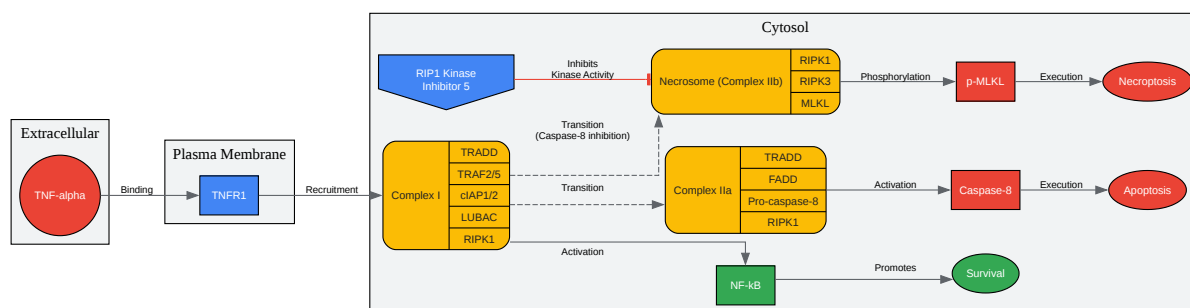 Cytosol
RIP1 Kinase
Inhibitor 5
Inhibits
Kinase Activity
Necrosome (Complex IIb)
RIPK1
RIPK3
MLKL
Phosphorylation
p-MLKL
Execution
Necroptosis
Extracellular
TNF-alpha
Binding
Plasma Membrane
TNFR1
Recruitment
Complex I
TRADD
TRAF2/5
cIAP1/2
LUBAC
RIPK1
Transition
(Caspase-8 inhibition)
Transition
Complex IIa
TRADD
FADD
Pro-caspase-8
RIPK1
Activation
Caspase-8
Execution
Apoptosis
Activation
NF-kB
Promotes
Survival